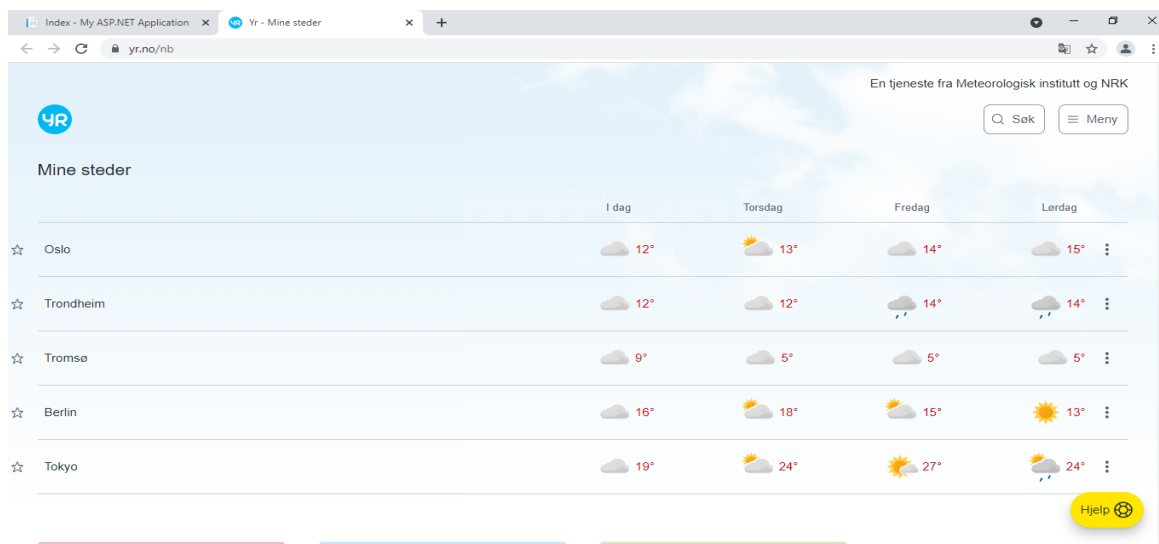 Index - My ASP.NET Application
Yr - Mine steder
yr.no/nb
En tjeneste fra Meteorologisk institutt og NRK
YR
Søk
Meny
Mine steder
I dag Torsdag Fredag Lørdag
Oslo 12° 13° 14° 15°
Trondheim 12° 12° 14° 14°
Tromsø 9° 5° 5° 5°
Berlin 16° 18° 15° 13°
Tokyo 19° 24° 27° 24°
Hjelp